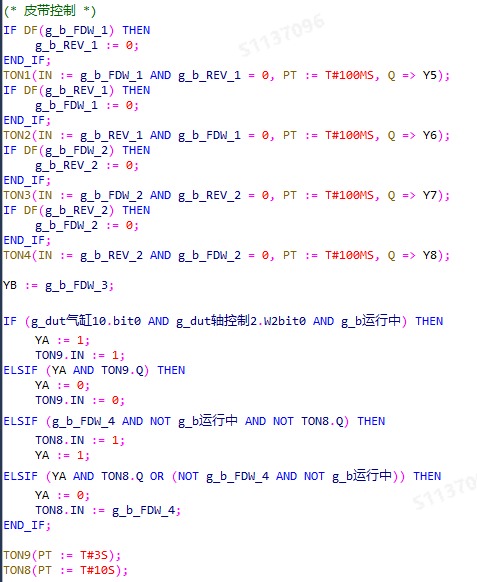 (* 皮带控制 *)
S1137096
IF DF(g_b_FDW_1) THEN
g_b_REV_1 := 0;
END_IF;
TON1(IN := g_b_FDW_1 AND g_b_REV_1 = 0, PT := T#100MS, Q => Y5);
IF DF(g_b_REV_1) THEN
g_b_FDW_1 := 0;
END_IF;
TON2(IN := g_b_REV_1 AND g_b_FDW_1 = 0, PT := T#100MS, Q => Y6);
IF DF(g_b_FDW_2) THEN
g_b_REV_2 := 0;
END_IF;
TON3(IN := g_b_FDW_2 AND g_b_REV_2 = 0, PT := T#100MS, Q => Y7);
IF DF(g_b_REV_2) THEN
g_b_FDW_2 := 0;
END_IF;
TON4(IN := g_b_REV_2 AND g_b_FDW_2 = 0, PT := T#100MS, Q => Y8);
YB := g_b_FDW_3;
IF (g_dut气缸10.bit0 AND g_dut轴控制2.W2bit0 AND g_b运行中) THEN
YA := 1;
TON9.IN := 1;
ELSIF (YA AND TON9.Q) THEN
YA := 0;
TON9.IN := 0;
ELSIF (g_b_FDW_4 AND NOT g_b运行中 AND NOT TON8.Q) THEN
TON8.IN := 1;
YA := 1;
ELSIF (YA AND TON8.Q OR (NOT g_b_FDW_4 AND NOT g_b运行中)) THEN
YA := 0;
TON8.IN := g_b_FDW_4;
END_IF;
TON9(PT := T#3S);
TON8(PT := T#10S);